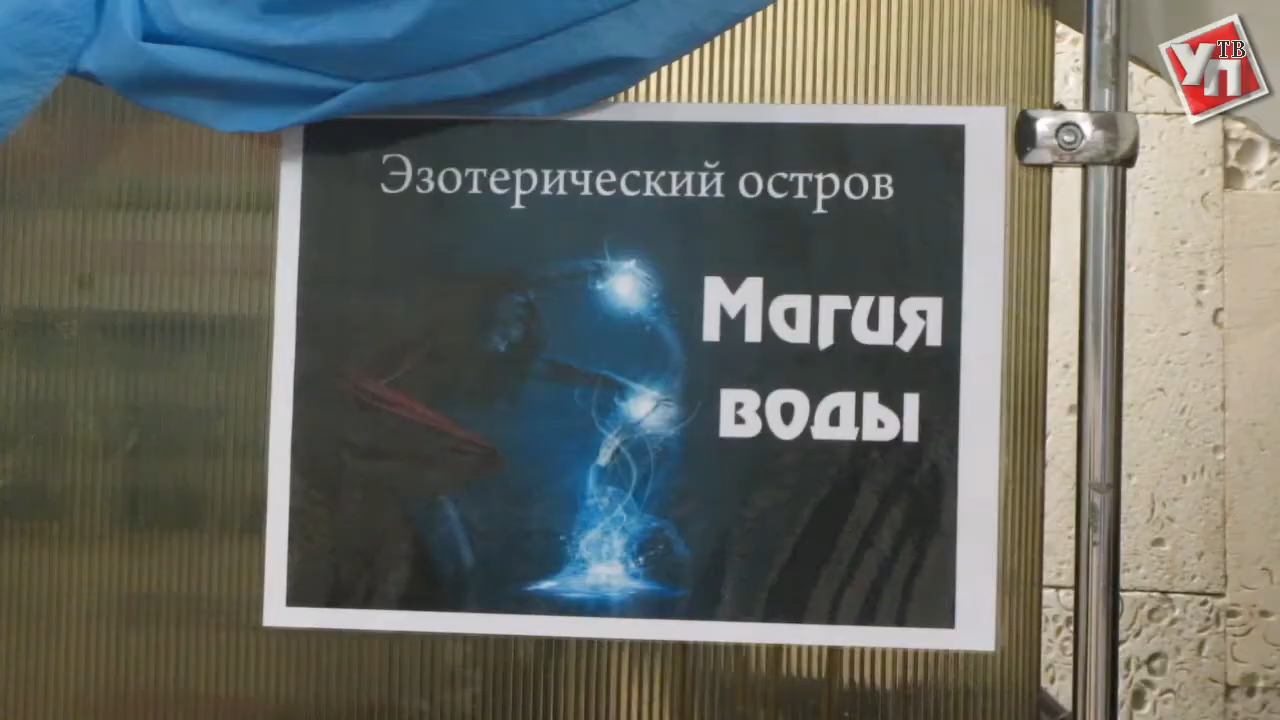 Эзотерический остров
Магия
воды
УП
ТВ